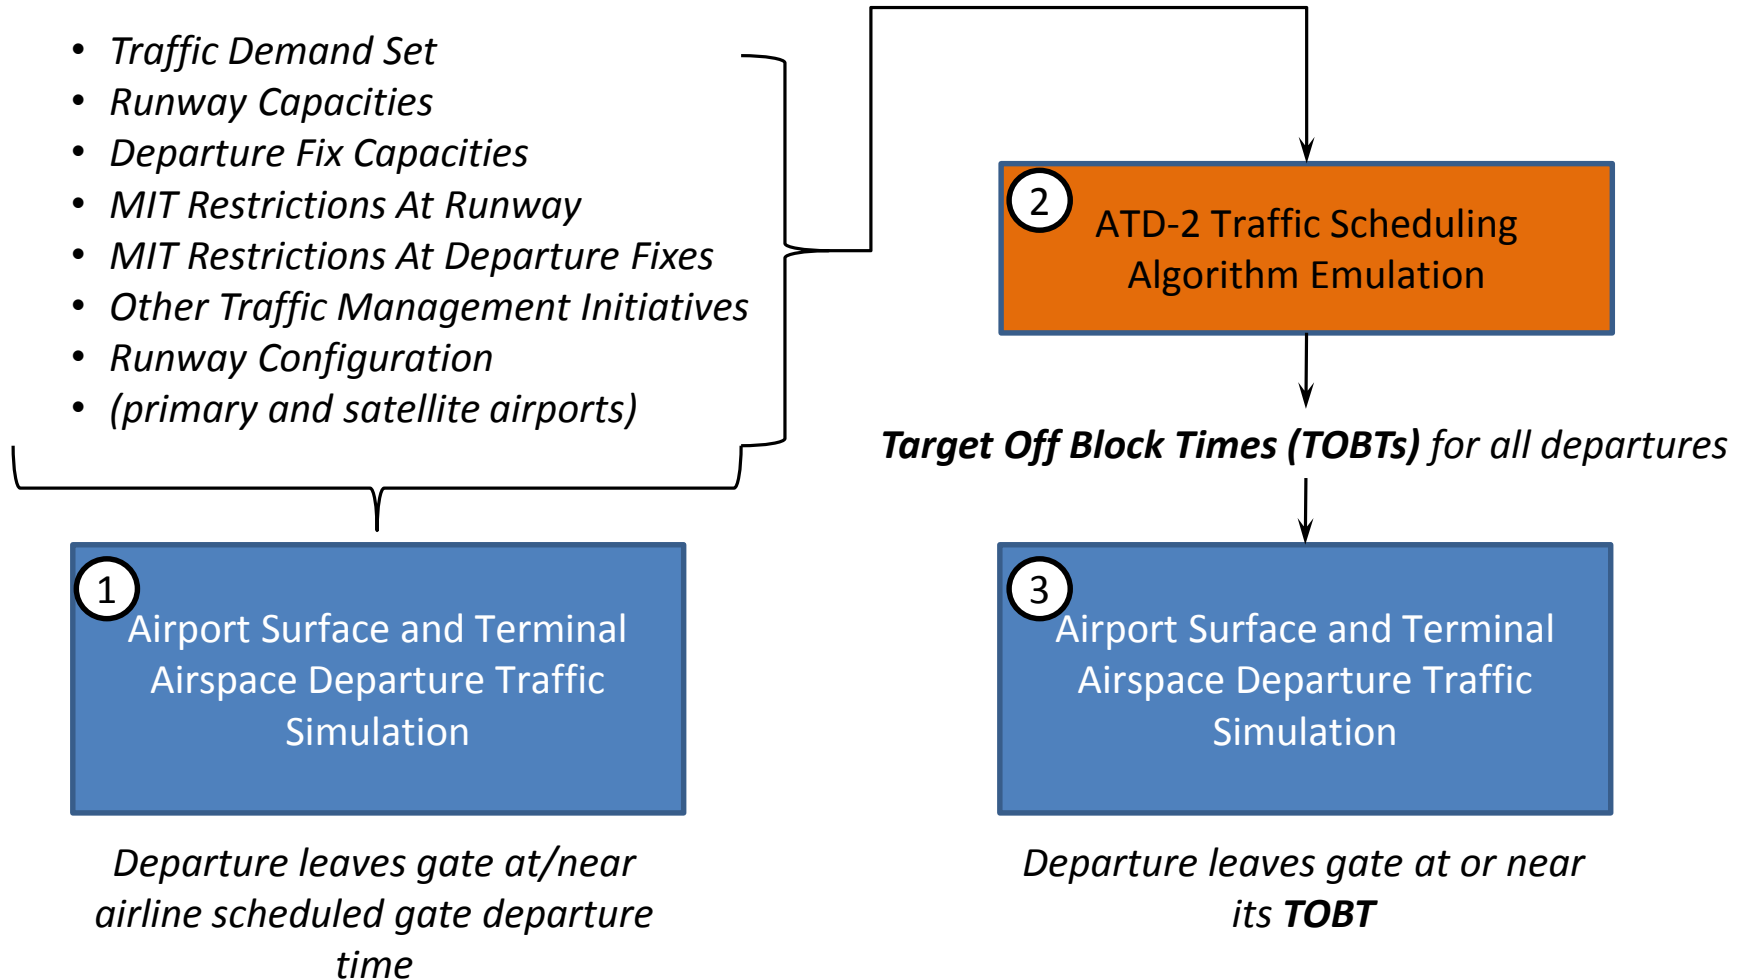 • Traffic Demand Set
• Runway Capacities
• Departure Fix Capacities
• MIT Restrictions At Runway
• MIT Restrictions At Departure Fixes
• Other Traffic Management Initiatives
• Runway Configuration
• (primary and satellite airports)
1
Airport Surface and Terminal
Airspace Departure Traffic
Simulation
Departure leaves gate at/near
airline scheduled gate departure
time
2
ATD-2 Traffic Scheduling
Algorithm Emulation
Target Off Block Times (TOBTs) for all departures
3
Airport Surface and Terminal
Airspace Departure Traffic
Simulation
Departure leaves gate at or near
its TOBT